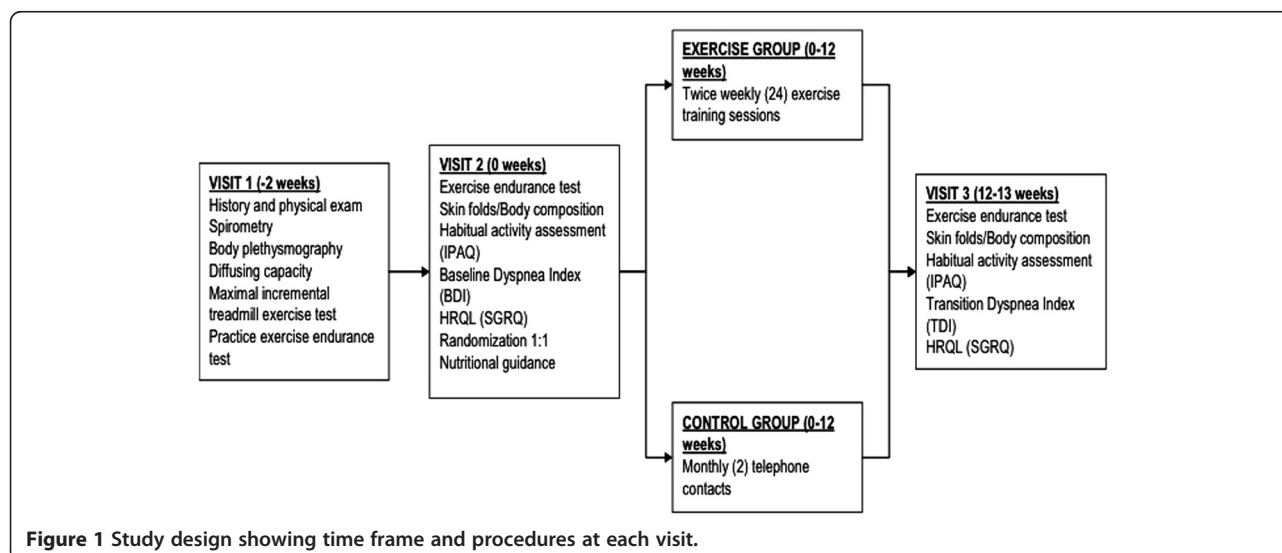 VISIT 1 (-2 weeks)
History and physical exam
Spirometry
Body plethysmography
Diffusing capacity
Maximal incremental
treadmill exercise test
Practice exercise endurance
test
VISIT 2 (0 weeks)
Exercise endurance test
Skin folds/Body composition
Habitual activity assessment
(IPAQ)
Baseline Dyspnea Index
(BDI)
HRQL (SGRQ)
Randomization 1:1
Nutritional guidance
EXERCISE GROUP (0-12
weeks)
Twice weekly (24) exercise
training sessions
CONTROL GROUP (0-12
weeks)
Monthly (2) telephone
contacts
VISIT 3 (12-13 weeks)
Exercise endurance test
Skin folds/Body composition
Habitual activity assessment
(IPAQ)
Transition Dyspnea Index
(TDI)
HRQL (SGRQ)
Figure 1 Study design showing time frame and procedures at each visit.